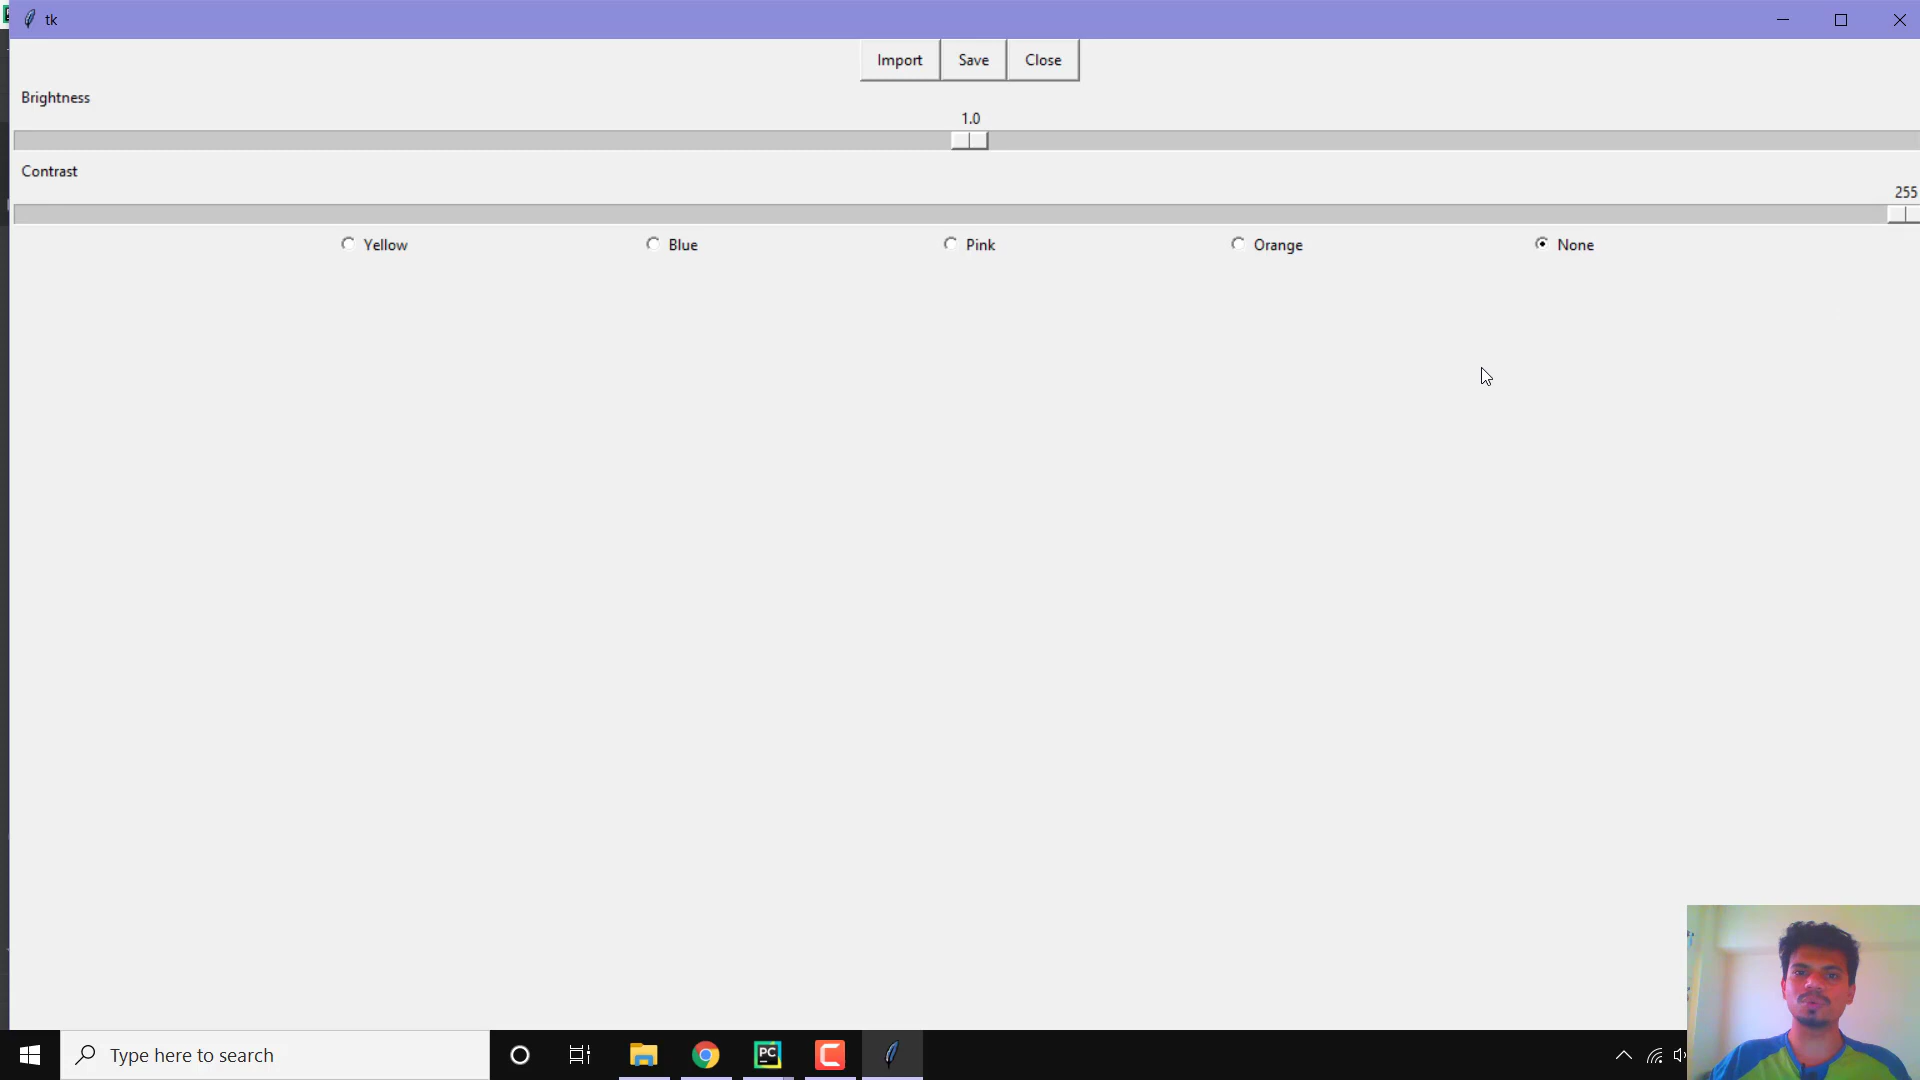 tk
Import Save Close
Brightness
1.0
Contrast
255
Yellow Blue Pink Orange None
Type here to search
PC